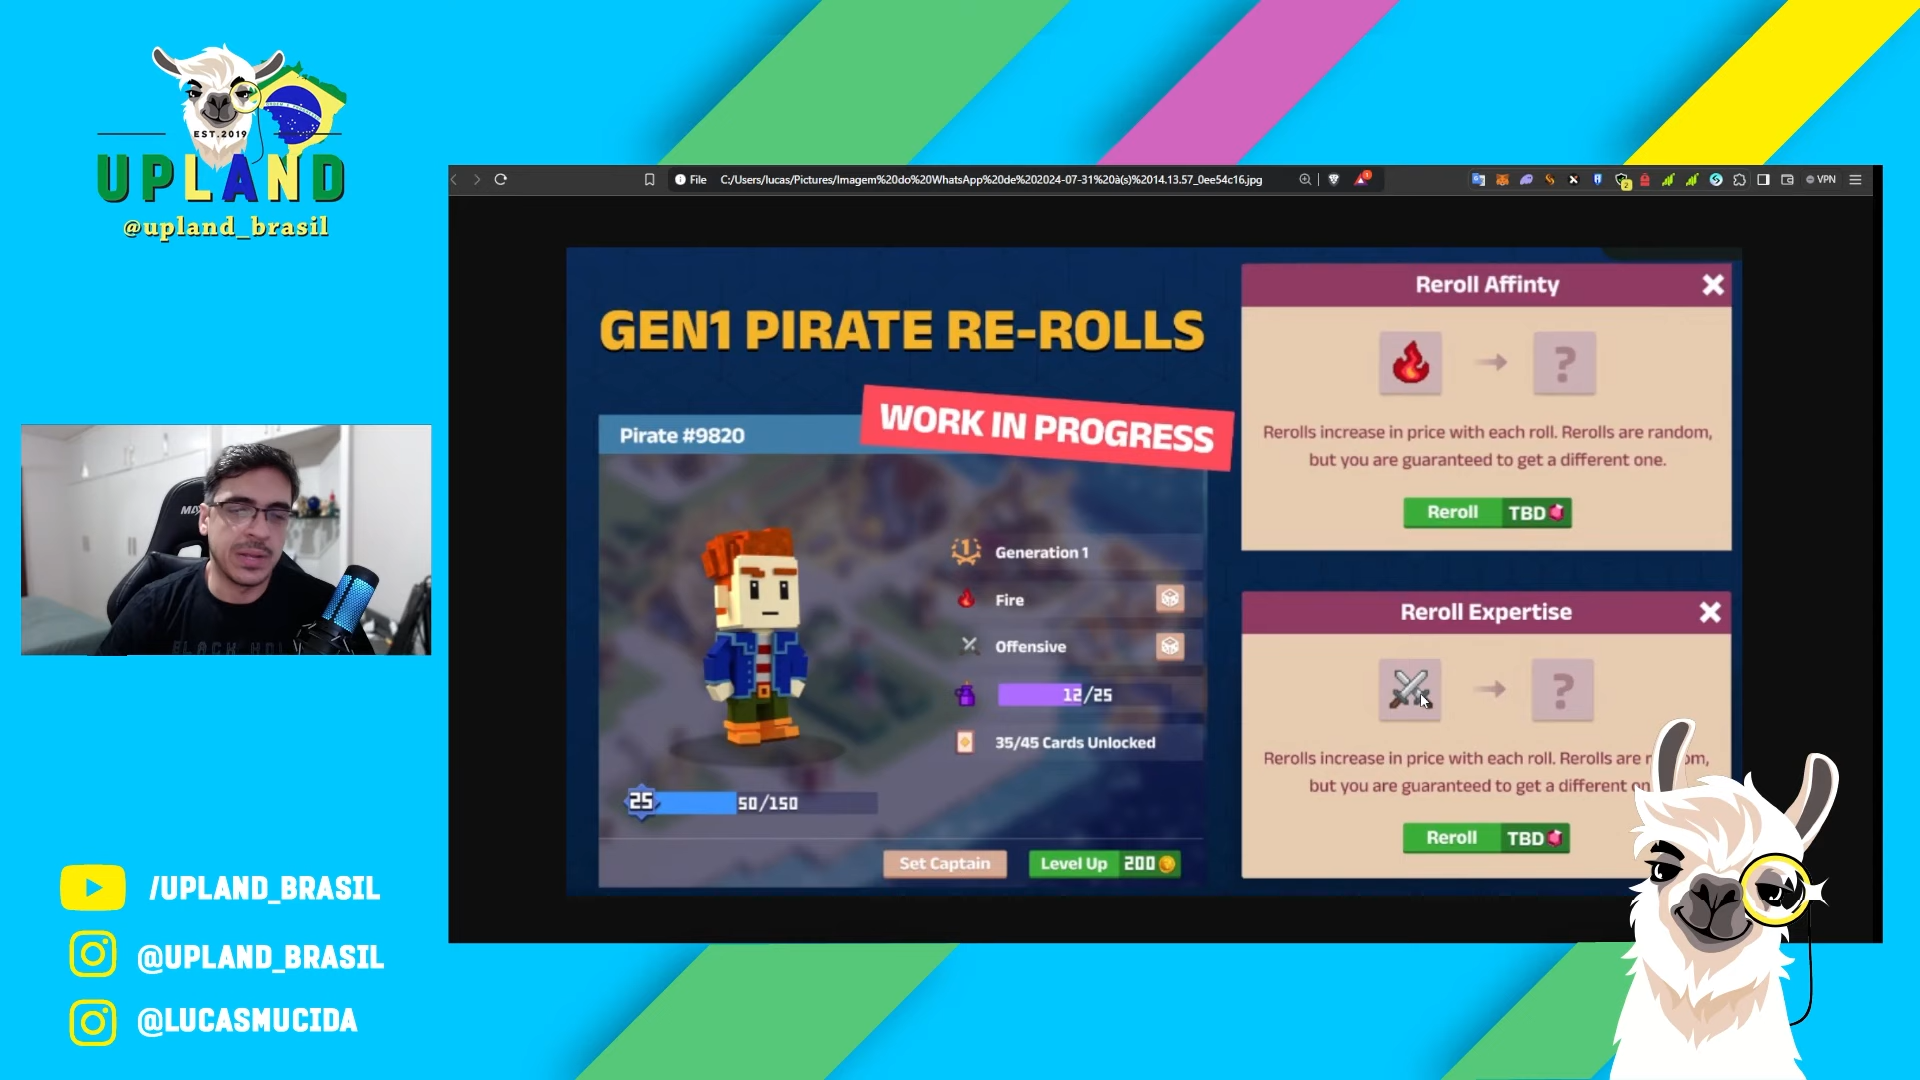 EST.2019
UPLAND
@upland_brasil
File C:/Users/lucas/Pictures/Imagem%20do%20WhatsApp%20de%202024-07-31%20à(s)%2014.13.57_0ee54c16.jpg
2
1
VPN
GEN1 PIRATE RE-ROLLS
WORK IN PROGRESS
Pirate #9820
1 Generation 1
Fire
Offensive
12/25
35/45 Cards Unlocked
25 50/150
Set Captain
Level Up 200
Reroll Affinty
?
Rerolls increase in price with each roll. Rerolls are random,
but you are guaranteed to get a different one.
Reroll TBD
Reroll Expertise
?
Rerolls increase in price with each roll. Rerolls are
but you are guaranteed to get a different
Reroll TBD
/UPLAND_BRASIL
@UPLAND_BRASIL
@LUCASMUCIDA